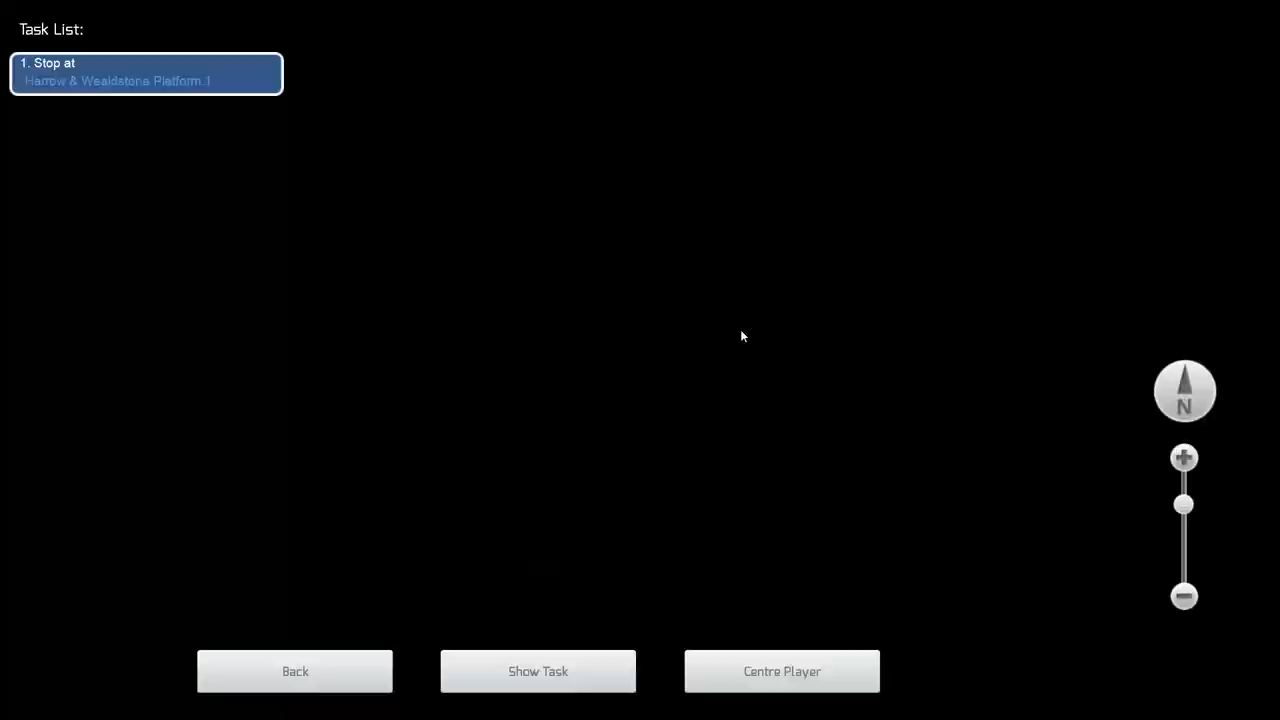 Task List:
1. Stop at
Harrow & Wealdstone Platform 1
N
Back
Show Task
Centre Player